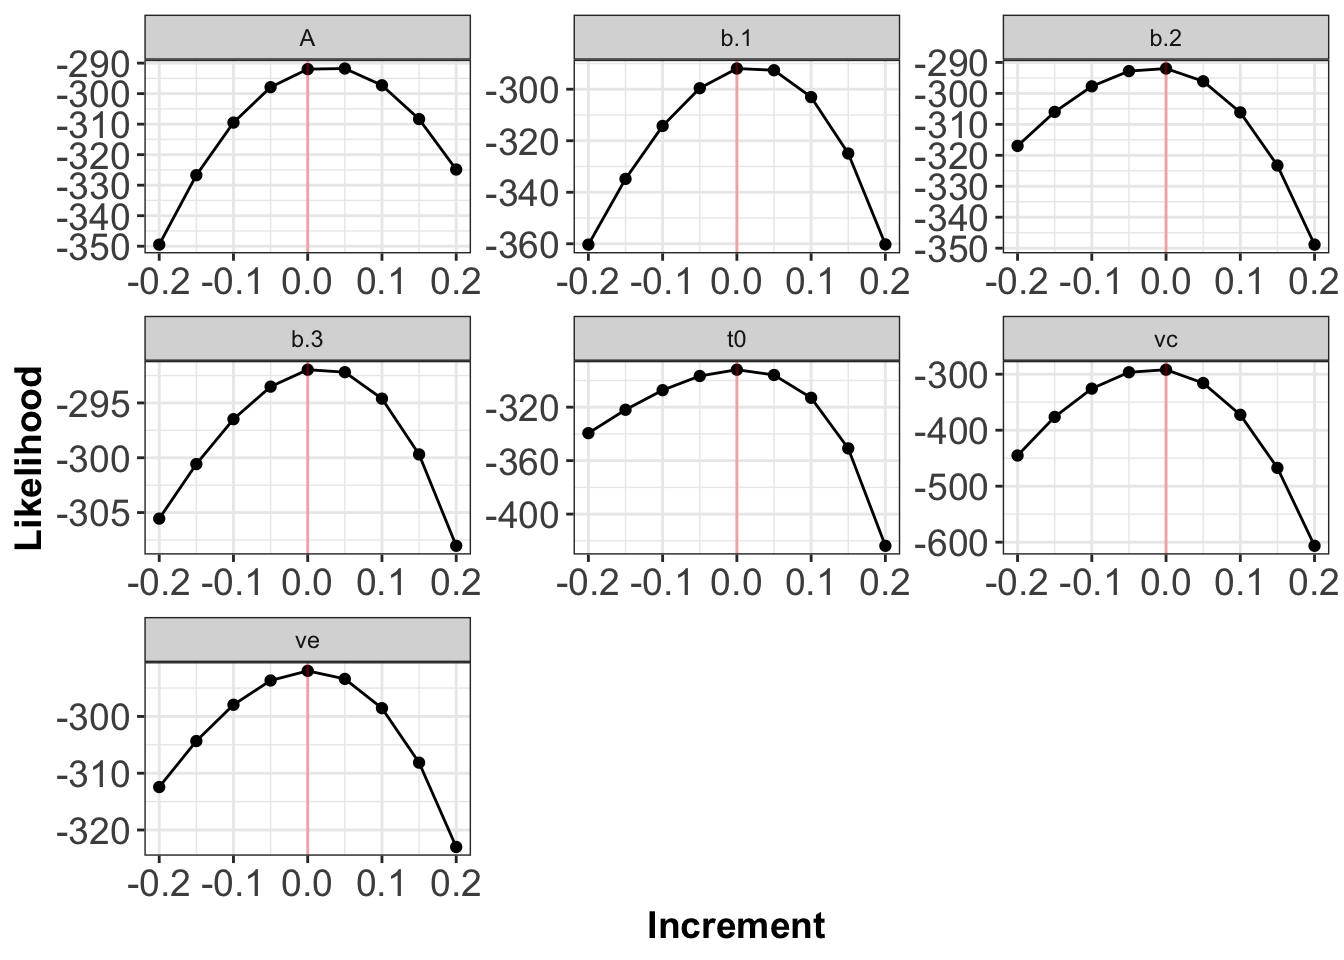 A b.1 b.2
-290 -300 -310 -320 -330 -340 -350
-300 -320 -340 -360
-290 -300 -310 -320 -330 -340 -350
-0.2 -0.1 0.0 0.1 0.2 -0.2 -0.1 0.0 0.1 0.2 -0.2 -0.1 0.0 0.1 0.2
b.3 t0 vc
-295 -300 -305
-320 -360 -400
-300 -400 -500 -600
-0.2 -0.1 0.0 0.1 0.2 -0.2 -0.1 0.0 0.1 0.2 -0.2 -0.1 0.0 0.1 0.2
ve
-300 -310 -320
-0.2 -0.1 0.0 0.1 0.2
Likelihood
Increment